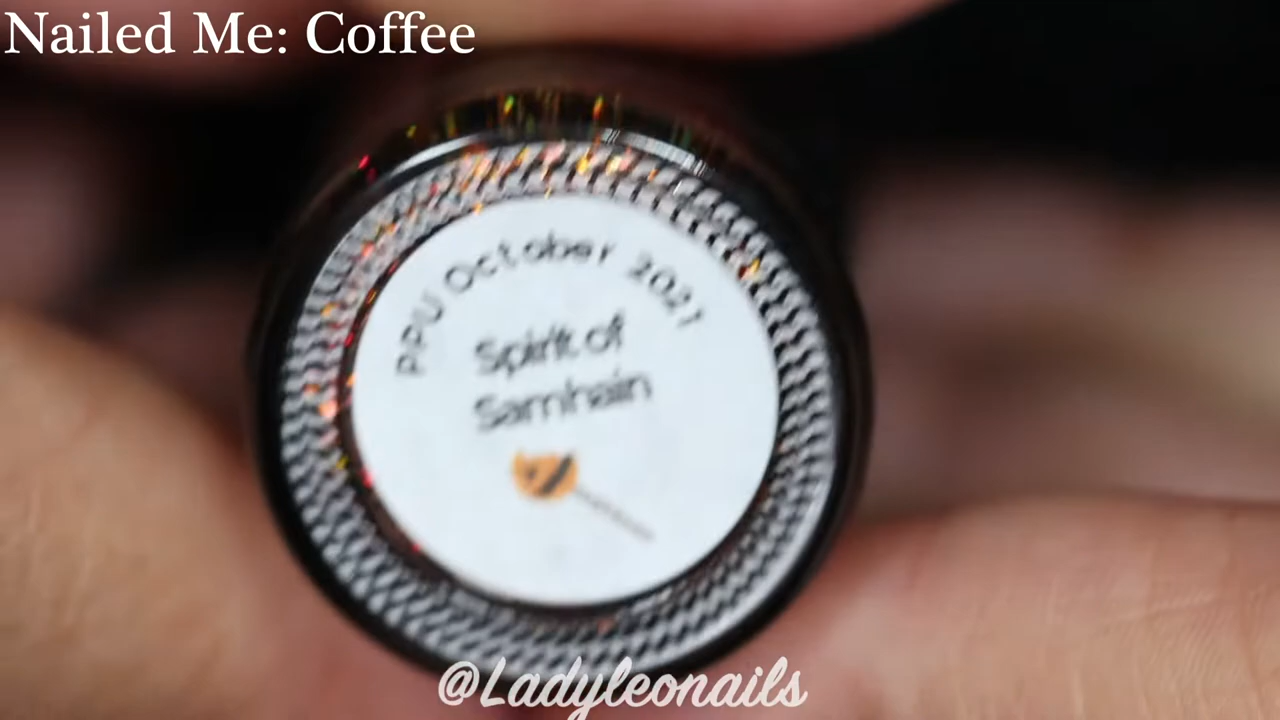 Nailed Me: Coffee
PPU October 2021
Spirit of
Samhain
@Ladyleonails